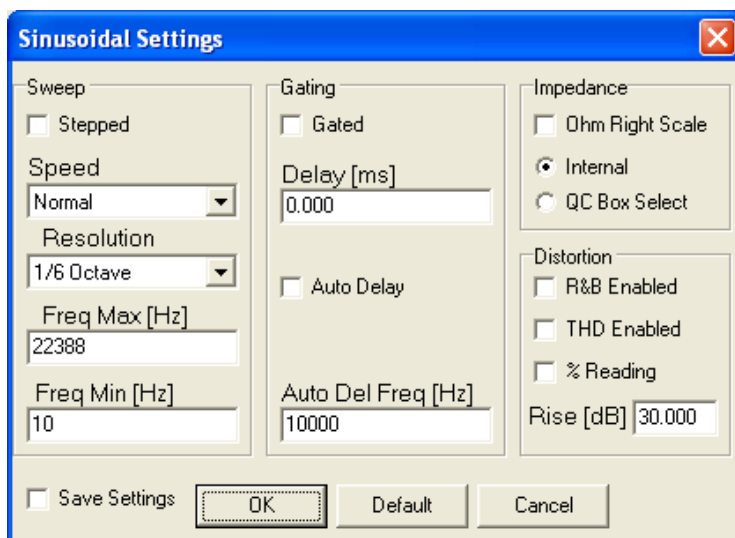 Sinusoidal Settings
Sweep
Stepped
Speed
Normal
Resolution
1/6 Octave
Freq Max [Hz]
22388
Freq Min [Hz]
10
Gating
Gated
Delay [ms]
0.000
Auto Delay
Auto Del Freq [Hz]
10000
Impedance
Ohm Right Scale
Internal
QC Box Select
Distortion
R&B Enabled
THD Enabled
% Reading
Rise [dB] 30.000
Save Settings
OK
Default
Cancel